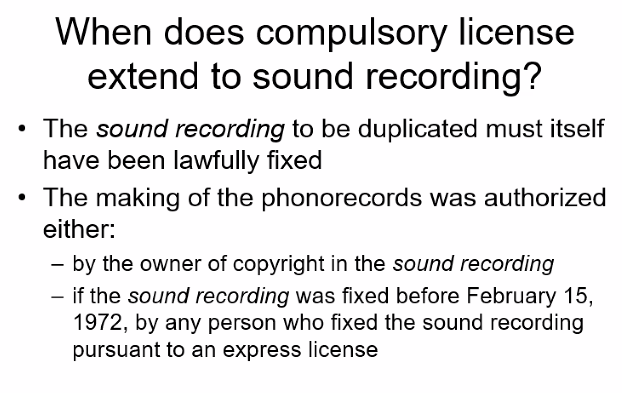 When does compulsory license
extend to sound recording?
• The sound recording to be duplicated must itself
have been lawfully fixed
• The making of the phonorecords was authorized
either:
– by the owner of copyright in the sound recording
– if the sound recording was fixed before February 15,
1972, by any person who fixed the sound recording
pursuant to an express license